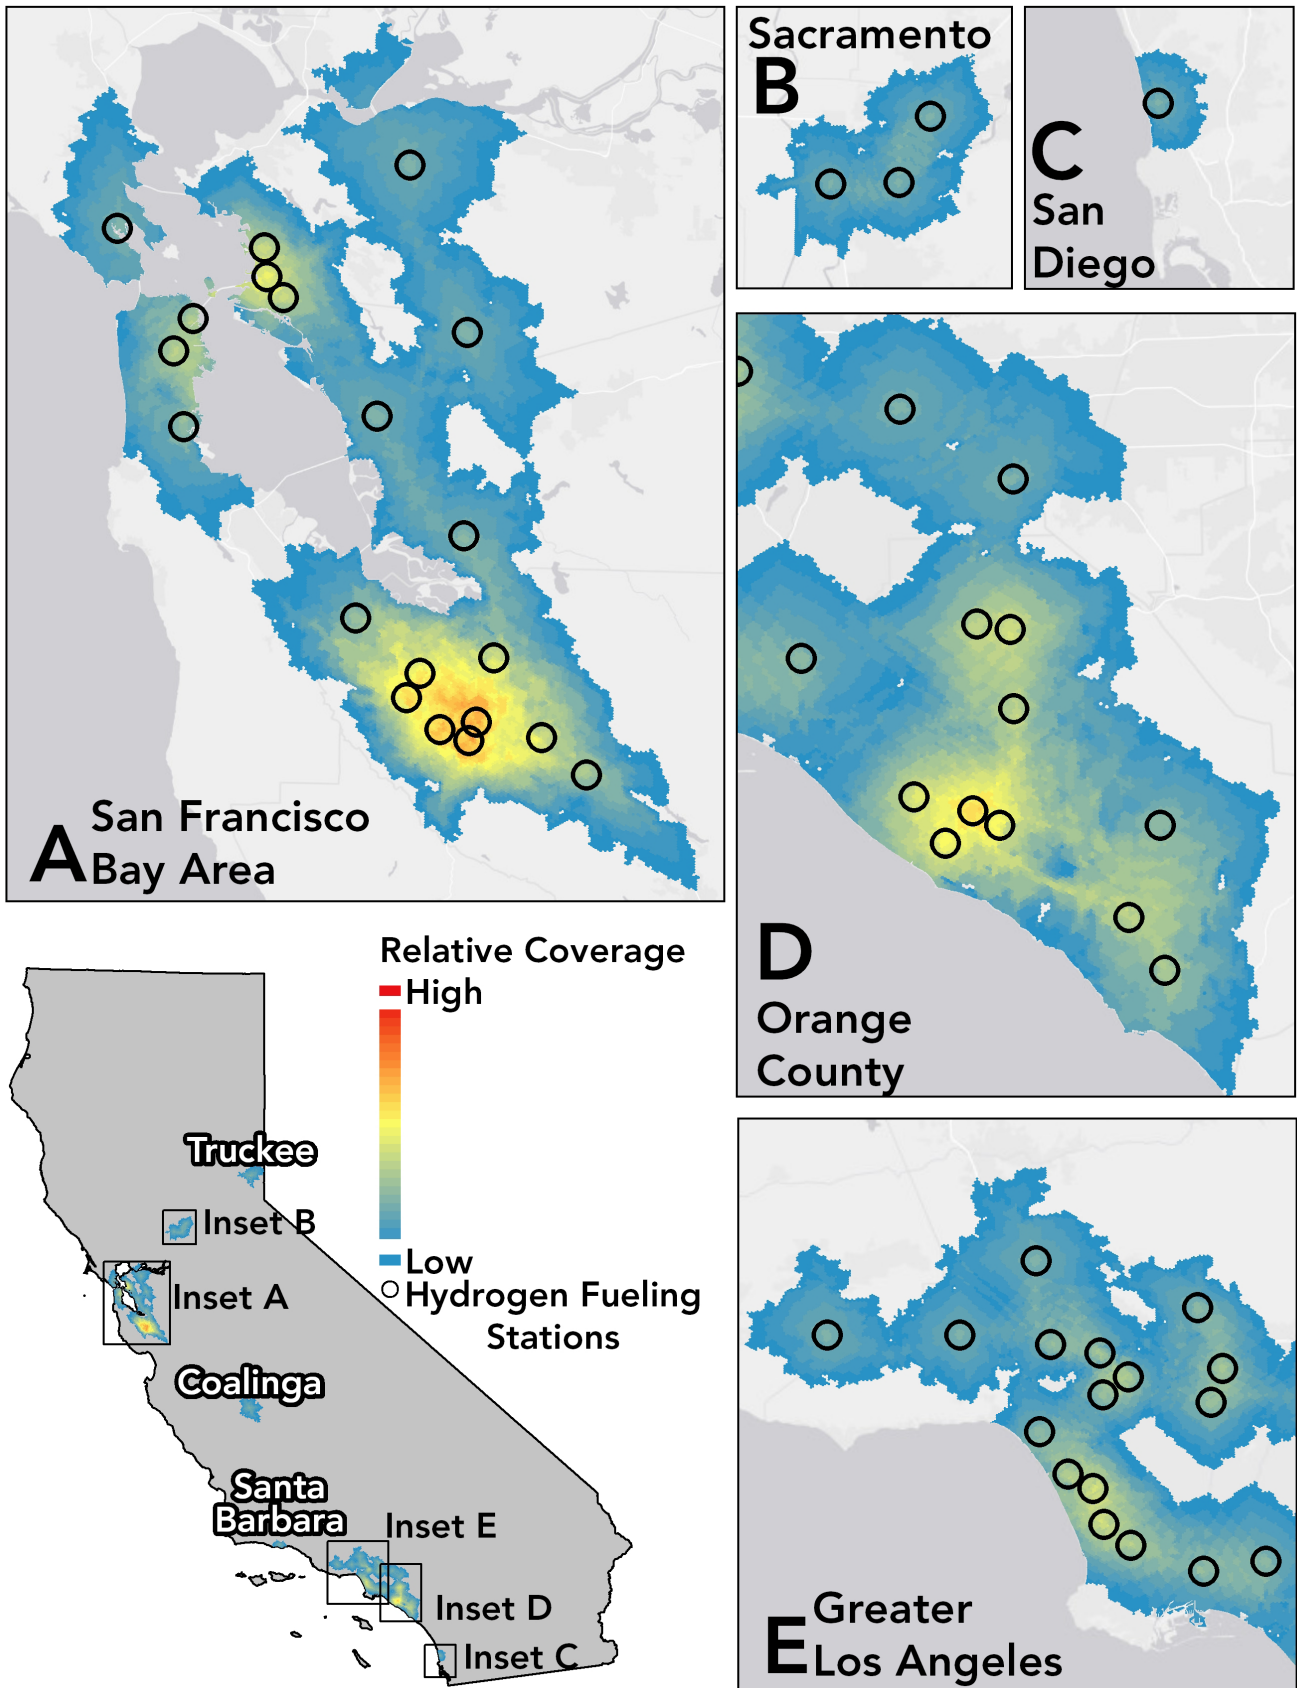 Sacramento
B
C
San
Diego
San Francisco
A
Bay Area
D
Orange
County
Relative Coverage
High
Low
Hydrogen Fueling
Stations
Truckee
Inset B
Inset A
Coalinga
Santa
Barbara
Inset E
Inset D
Inset C
E
Greater
Los Angeles